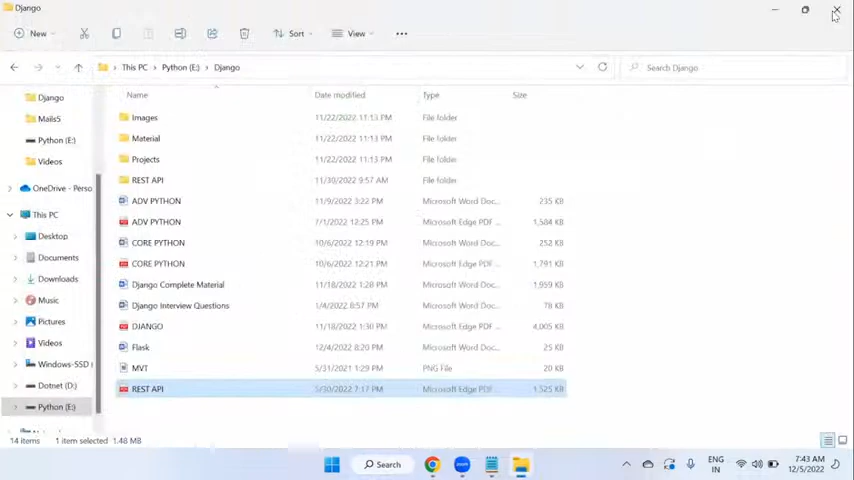 Django
New Sort View
This PC Python (E:) Django Search Django
Name Date modified Type Size
Django
Mails5
Python (E:)
Videos
OneDrive - Perso
This PC
Desktop
Documents
Downloads
Music
Pictures
Videos
Windows-SSD (
Dotnet (D:)
Python (E:)
Images 11/22/2022 11:13 PM File folder
Material 11/22/2022 11:13 PM File folder
Projects 11/22/2022 11:13 PM File folder
REST API 11/30/2022 9:57 AM File folder
ADV PYTHON 11/9/2022 3:22 PM Microsoft Word Doc... 235 KB
ADV PYTHON 7/1/2022 12:25 PM Microsoft Edge PDF ... 1,584 KB
CORE PYTHON 10/6/2022 12:19 PM Microsoft Word Doc... 252 KB
CORE PYTHON 10/6/2022 12:21 PM Microsoft Edge PDF ... 1,791 KB
Django Complete Material 11/18/2022 1:28 PM Microsoft Word Doc... 1,959 KB
Django Interview Questions 1/4/2022 8:57 PM Microsoft Word Doc... 78 KB
DJANGO 11/18/2022 1:30 PM Microsoft Edge PDF ... 4,005 KB
Flask 12/4/2022 8:20 PM Microsoft Word Doc... 25 KB
MVT 5/31/2021 1:29 PM PNG File 20 KB
REST API 5/30/2022 7:17 PM Microsoft Edge PDF ... 1,525 KB
14 items 1 item selected 1.48 MB
Search
ENG
IN
7:43 AM
12/5/2022